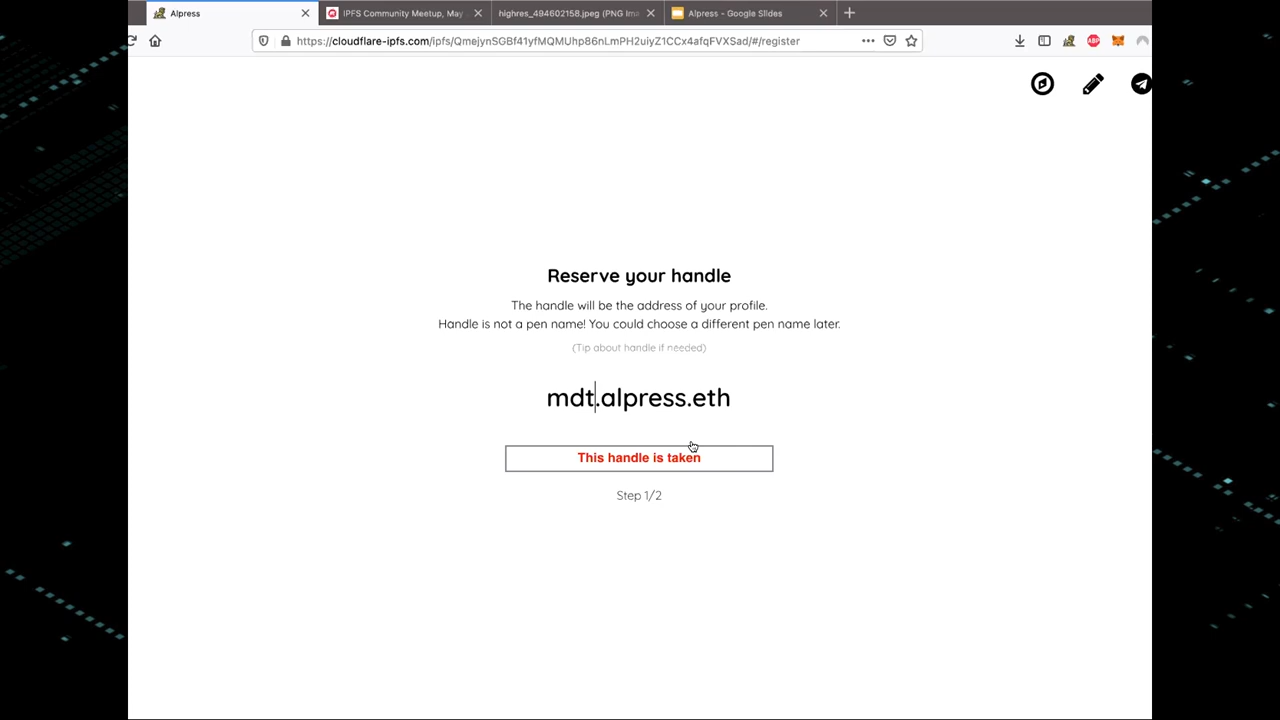 Alpress
IPFS Community Meetup, May
highres_494602158.jpeg (PNG Ima
Alpress - Google Slides
https://cloudflare-ipfs.com/ipfs/QmejynSGBf41yfMQMUhp86nLmPH2uiyZ1CCx4afqFVXSad/#/register
ABP
Reserve your handle
The handle will be the address of your profile.
Handle is not a pen name! You could choose a different pen name later.
(Tip about handle if needed)
mdt.alpress.eth
This handle is taken
Step 1/2